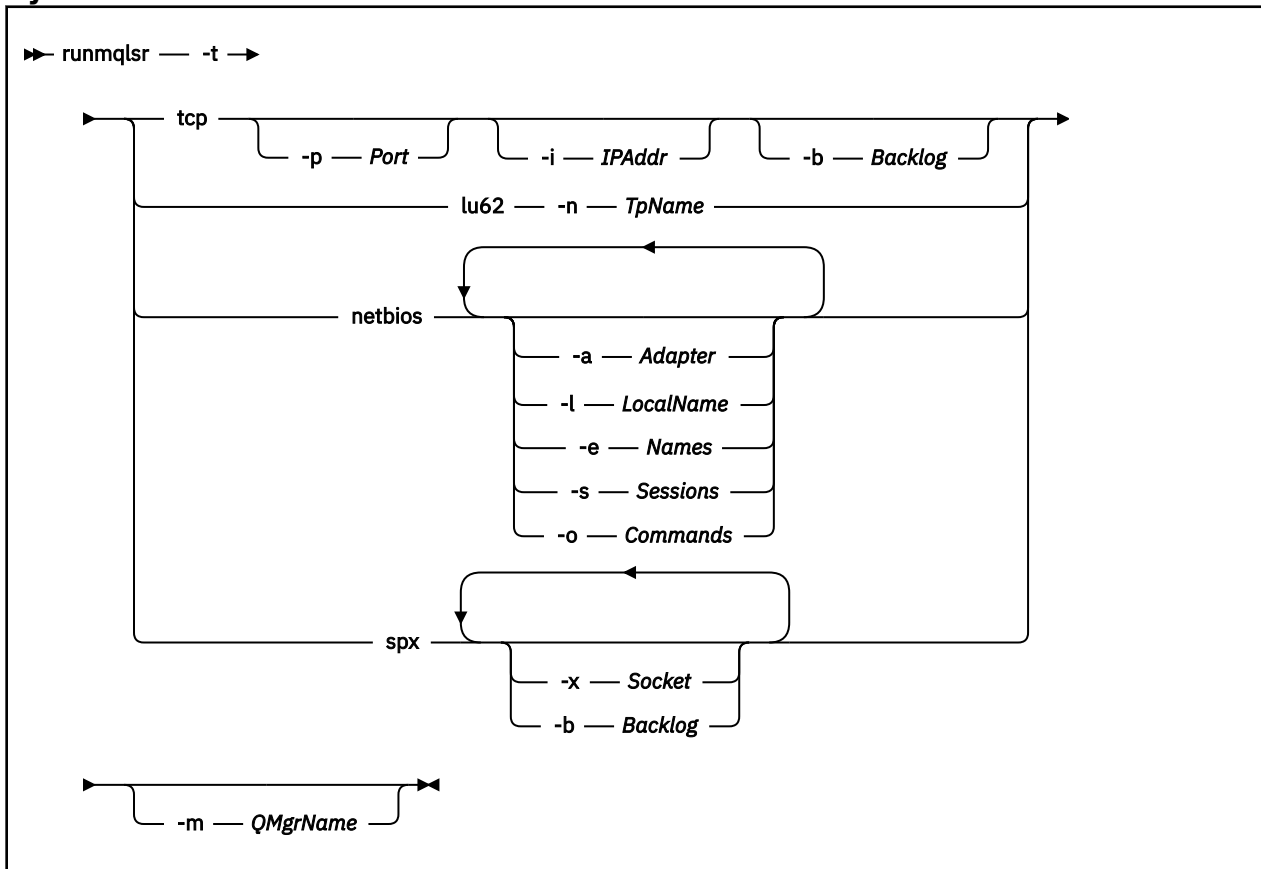 runmqlsr -t
tcp
-p Port
-i IPAddr
-b Backlog
lu62 -n TpName
netbios
-a Adapter
-l LocalName
-e Names
-s Sessions
-o Commands
spx
-x Socket
-b Backlog
-m QMgrName